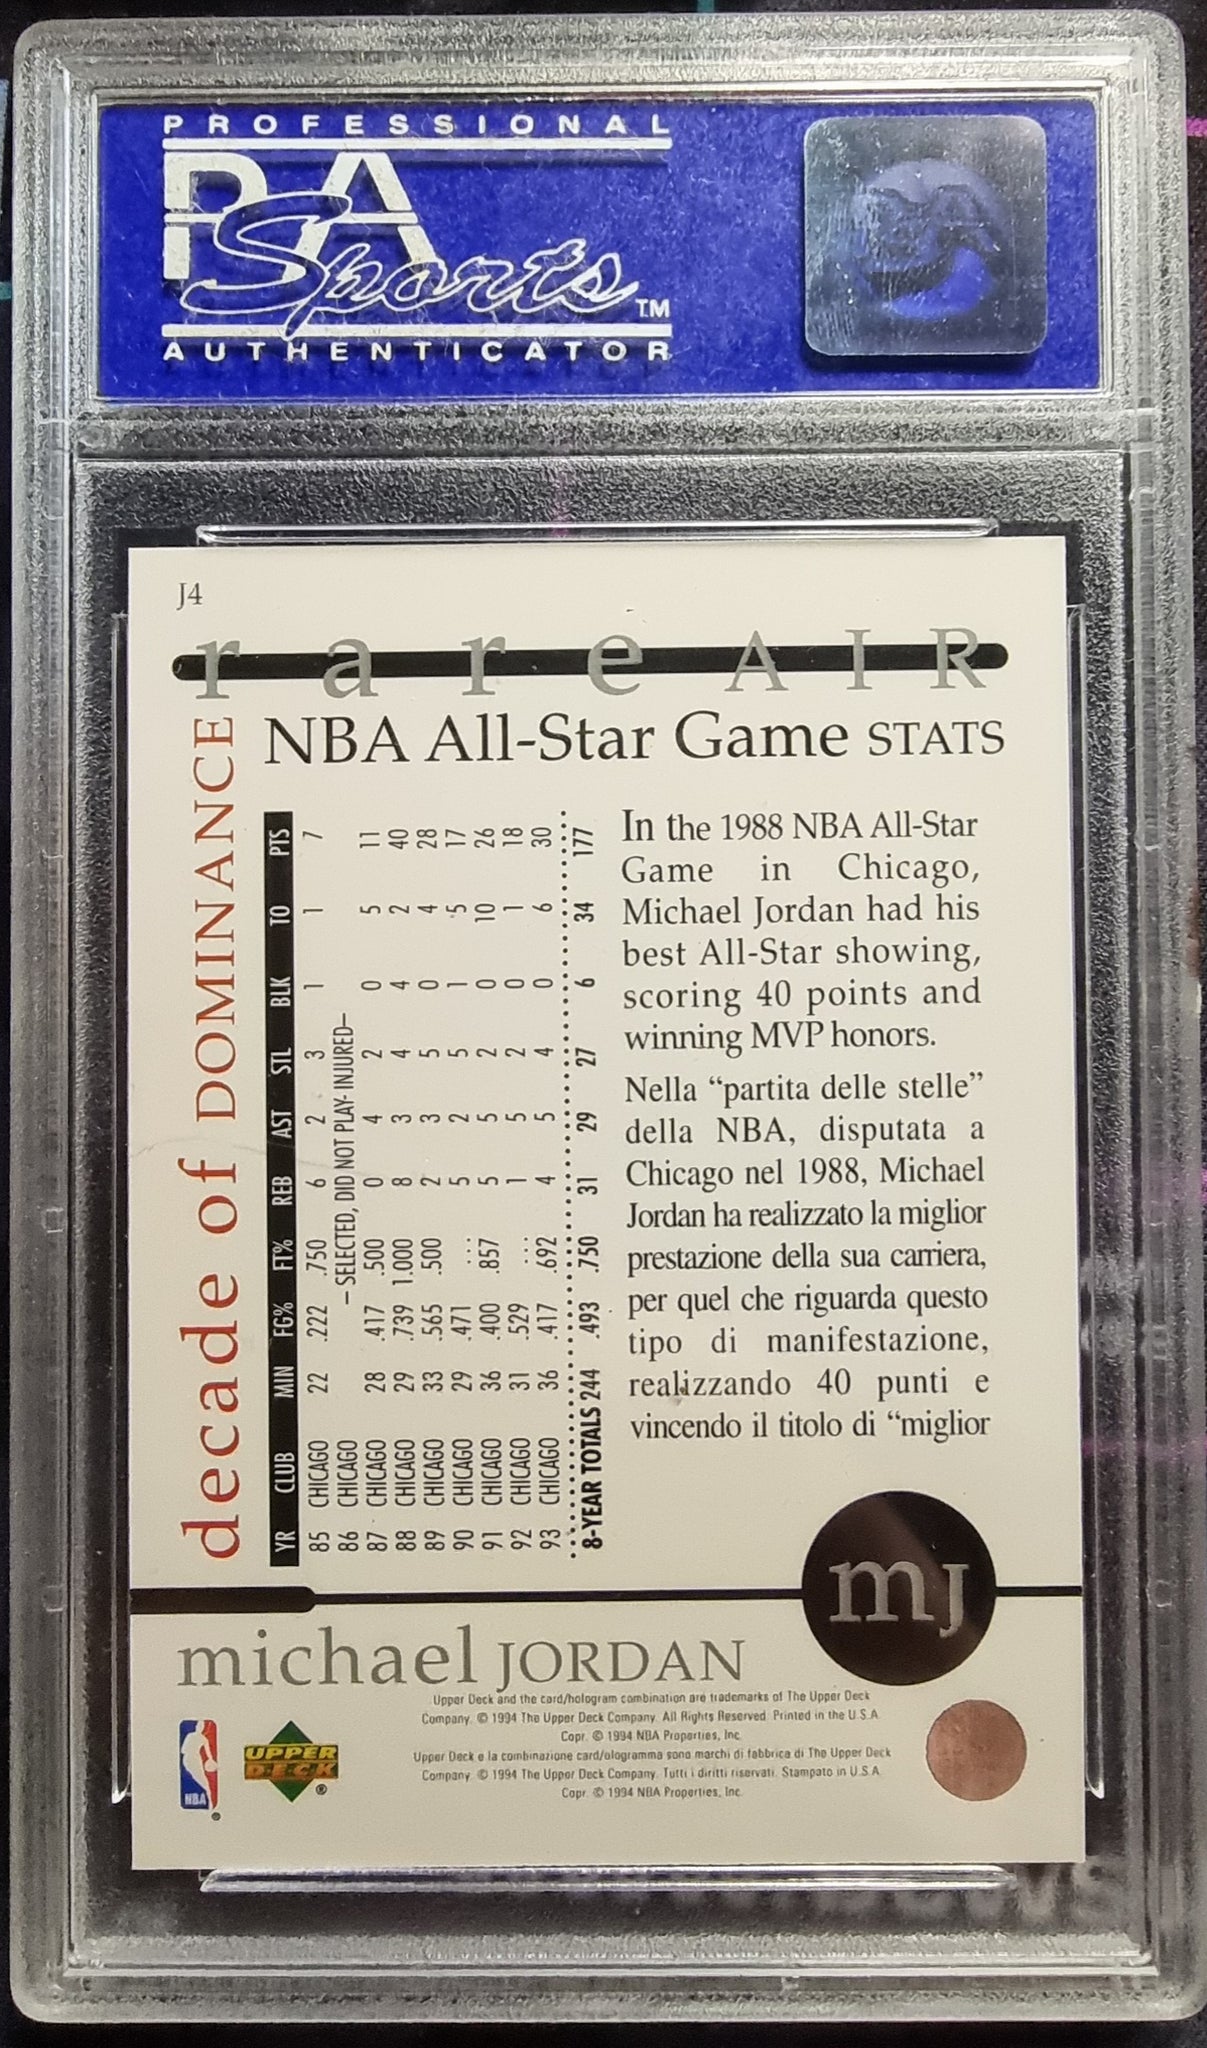 PROFESSIONAL
PSA
Sports™
AUTHENTICATOR
J4
rare AIR
decade of DOMINANCE
NBA All-Star Game STATS
YR CLUB MIN FG% FT% REB AST STL BLK TO PTS
85 CHICAGO 22 .222 .750 6 2 3 1 1 7
86 CHICAGO –SELECTED, DID NOT PLAY- INJURED–
87 CHICAGO 28 .417 .500 0 4 2 0 5 11
88 CHICAGO 29 .739 1.000 8 3 4 4 2 40
89 CHICAGO 33 .565 .500 2 3 5 0 4 28
90 CHICAGO 29 .471 ... 5 2 5 1 5 17
91 CHICAGO 36 .400 .857 5 5 2 0 10 26
92 CHICAGO 31 .529 ... 1 5 2 0 1 18
93 CHICAGO 36 .417 .692 4 5 4 0 6 30
8-YEAR TOTALS 244 .493 .750 31 29 27 6 34 177
In the 1988 NBA All-Star
Game in Chicago,
Michael Jordan had his
best All-Star showing,
scoring 40 points and
winning MVP honors.
Nella “partita delle stelle”
della NBA, disputata a
Chicago nel 1988, Michael
Jordan ha realizzato la miglior
prestazione della sua carriera,
per quel che riguarda questo
tipo di manifestazione,
realizzando 40 punti e
vincendo il titolo di “miglior
mJ
michael JORDAN
Upper Deck and the card/hologram combination are trademarks of The Upper Deck
Company. © 1994 The Upper Deck Company. All Rights Reserved. Printed in the U.S.A.
Copr. © 1994 NBA Properties, Inc.
Upper Deck e la combinazione card/ologramma sono marchi di fabbrica di The Upper Deck
Company. © 1994 The Upper Deck Company. Tutti i diritti riservati. Stampato in U.S.A.
Copr. © 1994 NBA Properties, Inc.
NBA ®
UPPER
DECK ®